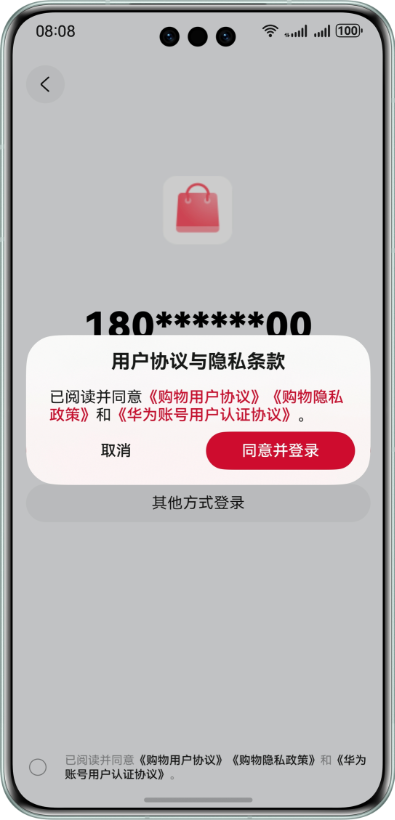 08:08
100
180******00
用户协议与隐私条款
已阅读并同意《购物用户协议》《购物隐私
政策》和《华为账号用户认证协议》。
取消
同意并登录
其他方式登录
已阅读并同意《购物用户协议》《购物隐私政策》和《华为
账号用户认证协议》。